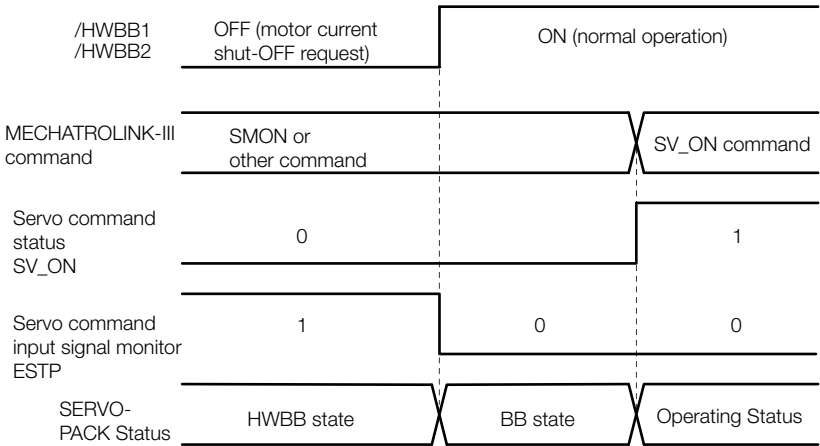 /HWBB1
/HWBB2
OFF (motor current
shut-OFF request)
ON (normal operation)
MECHATROLINK-III
command
SMON or
other command
SV_ON command
Servo command
status
SV_ON
0
1
Servo command
input signal monitor
ESTP
1
0
0
SERVO-
PACK Status
HWBB state
BB state
Operating Status